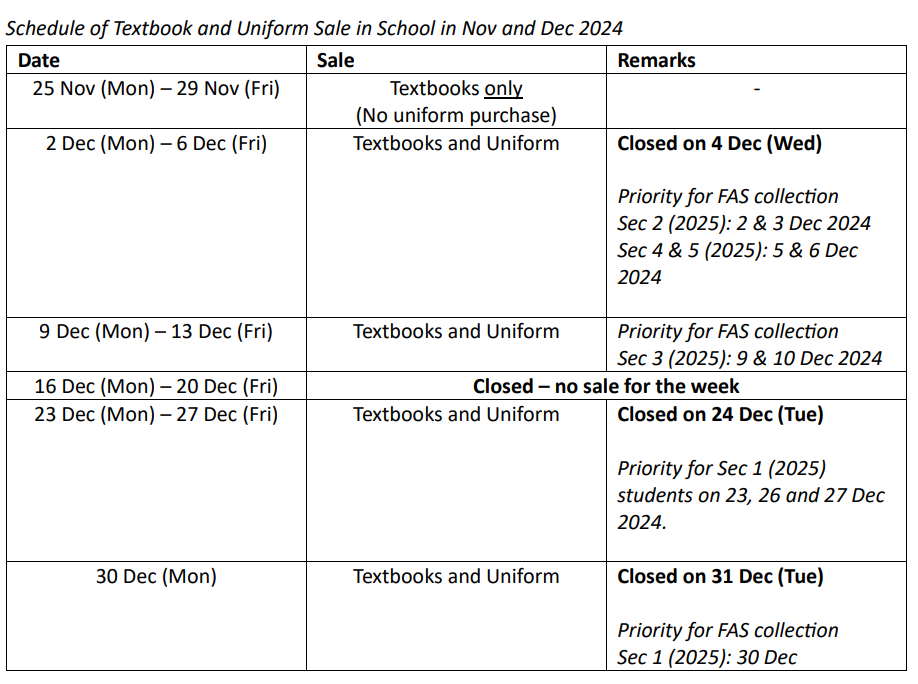 Schedule of Textbook and Uniform Sale in School in Nov and Dec 2024
Date Sale Remarks
25 Nov (Mon) – 29 Nov (Fri) Textbooks only -
(No uniform purchase)
2 Dec (Mon) – 6 Dec (Fri) Textbooks and Uniform Closed on 4 Dec (Wed)
Priority for FAS collection
Sec 2 (2025): 2 & 3 Dec 2024
Sec 4 & 5 (2025): 5 & 6 Dec
2024
9 Dec (Mon) – 13 Dec (Fri) Textbooks and Uniform Priority for FAS collection
Sec 3 (2025): 9 & 10 Dec 2024
16 Dec (Mon) – 20 Dec (Fri) Closed – no sale for the week
23 Dec (Mon) – 27 Dec (Fri) Textbooks and Uniform Closed on 24 Dec (Tue)
Priority for Sec 1 (2025)
students on 23, 26 and 27 Dec
2024.
30 Dec (Mon) Textbooks and Uniform Closed on 31 Dec (Tue)
Priority for FAS collection
Sec 1 (2025): 30 Dec